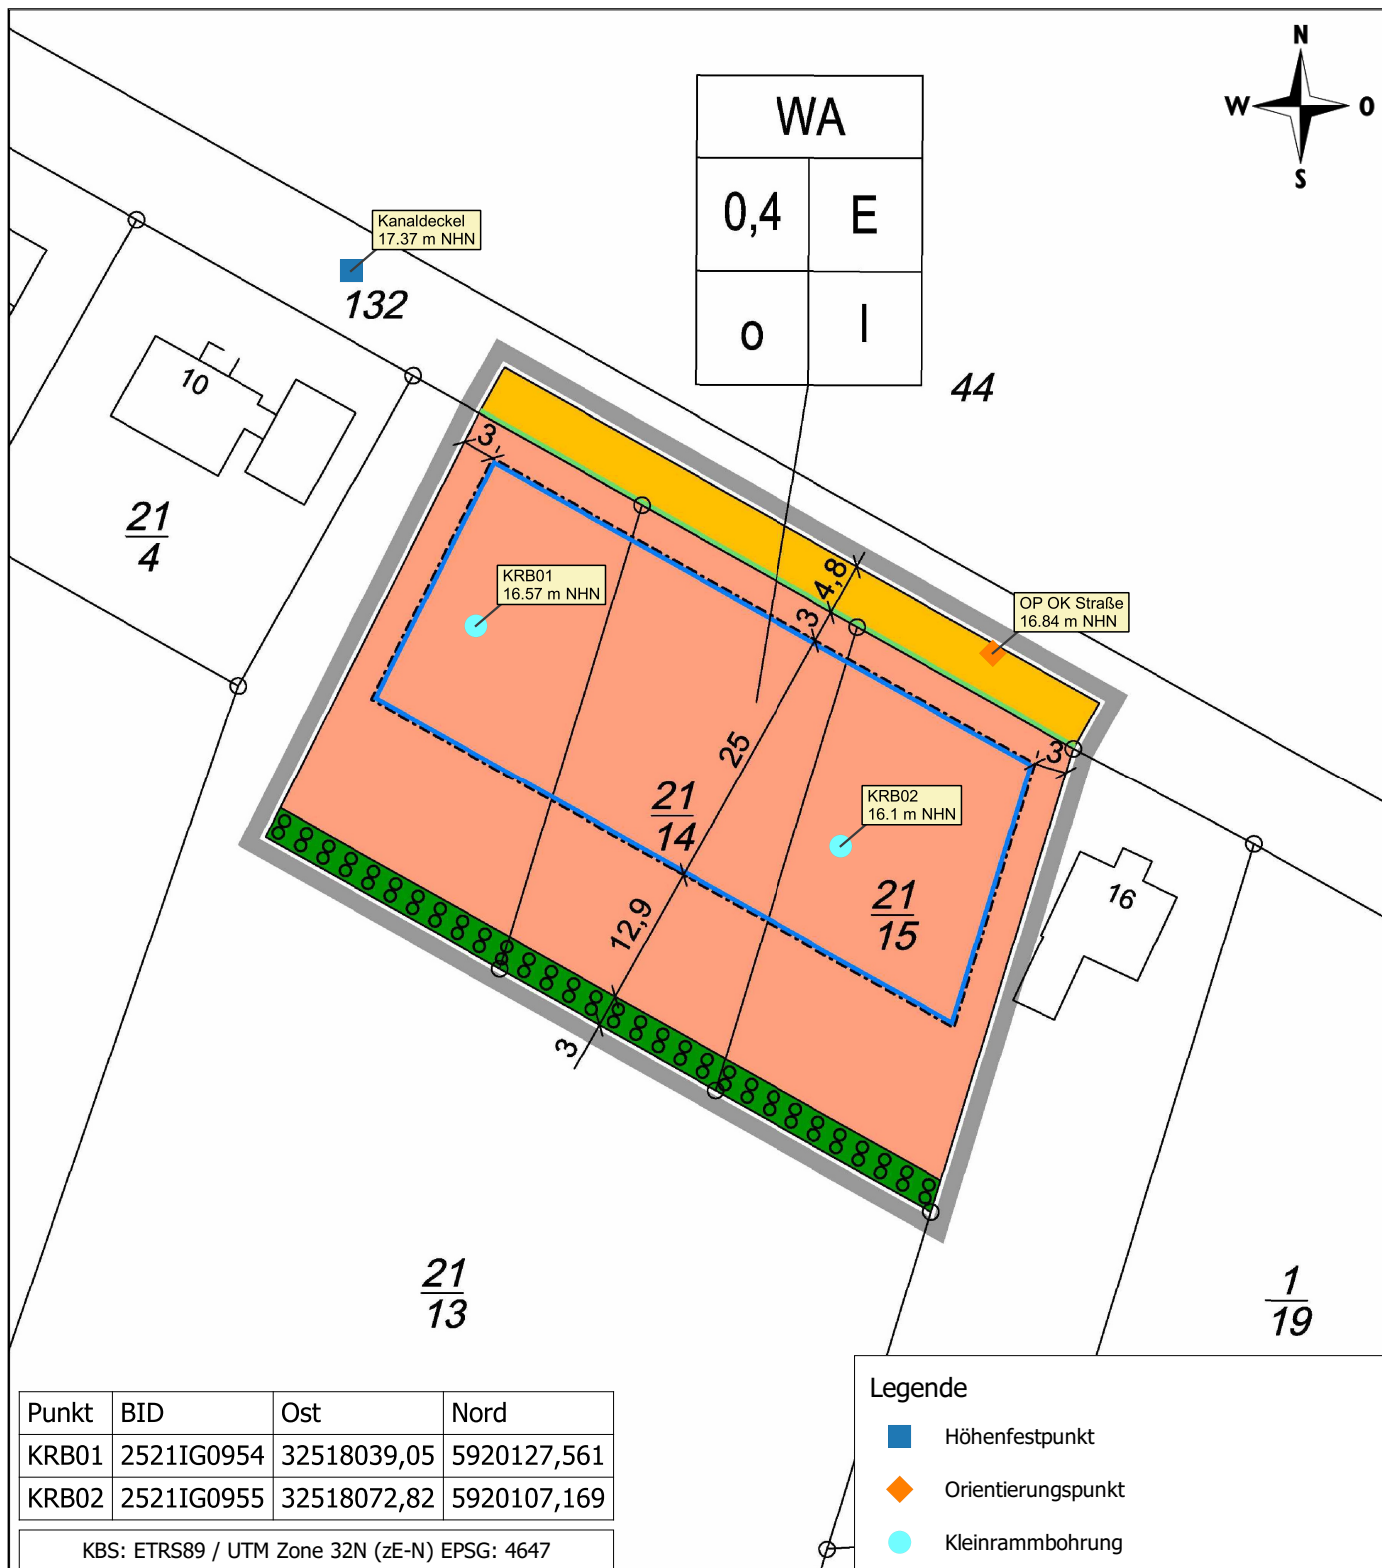 N
W O
S
WA
0,4 E
o I
Kanaldeckel
17.37 m NHN
132
44
10
21
4
3
KRB01
16.57 m NHN
4,8
3
OP OK Straße
16.84 m NHN
3
25
21
14
KRB02
16.1 m NHN
21
15
16
12,9
3
21
13
1
19
Punkt BID Ost Nord
KRB01 2521IG0954 32518039,05 5920127,561
KRB02 2521IG0955 32518072,82 5920107,169
KBS: ETRS89 / UTM Zone 32N (zE-N) EPSG: 4647
Legende
Höhenfestpunkt
Orientierungspunkt
Kleinrammbohrung